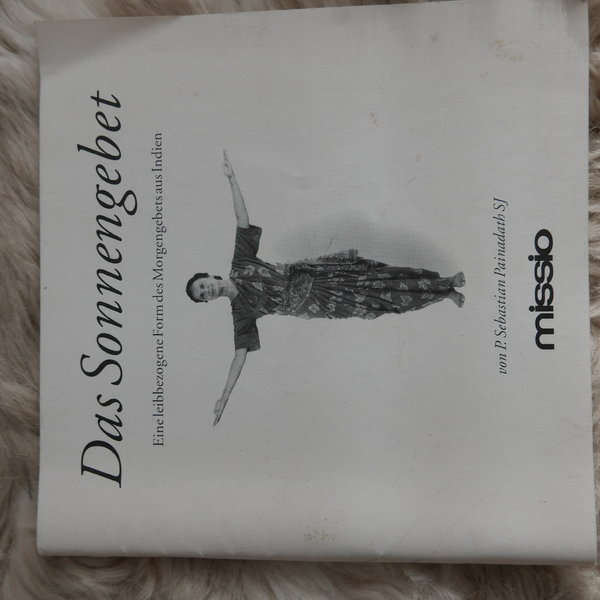 Das Sonnengebet
Eine leibbezogene Form des Morgengebets aus Indien
von P. Sebastian Painadath SJ
missio